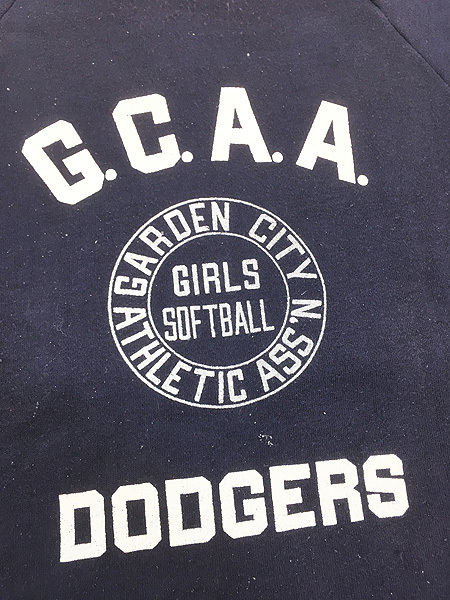 G.C.A.A.
GARDEN CITY
GIRLS
SOFTBALL
ATHLETIC ASS'N
DODGERS